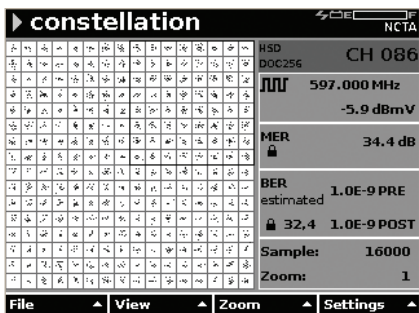 constellation
E F
NCTA
HSD
DOC256
CH 086
597.000 MHz
-5.9 dBmV
MER
34.4 dB
BER
estimated
1.0E-9 PRE
32,4 1.0E-9 POST
Sample: 16000
Zoom: 1
File View Zoom Settings